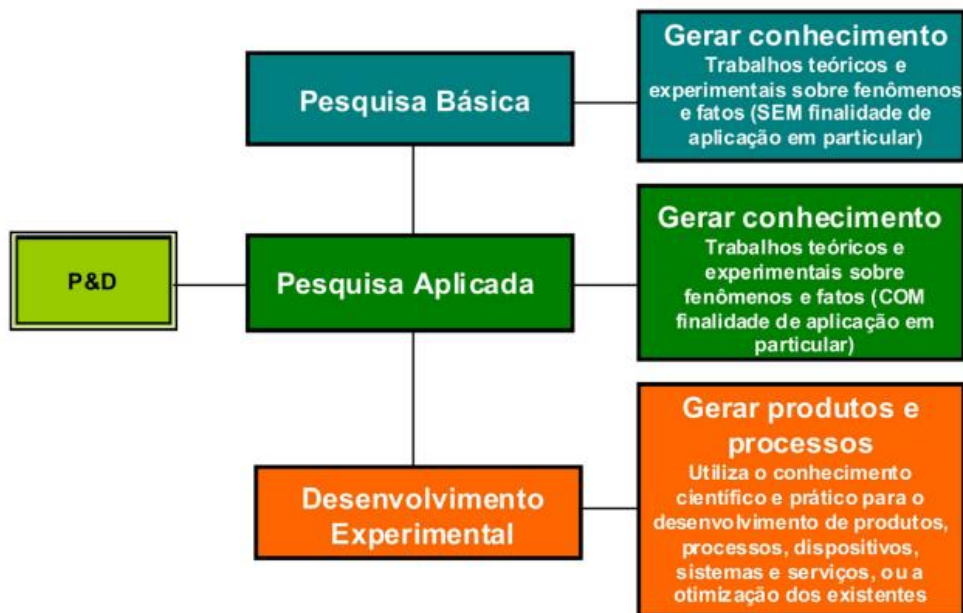 Pesquisa Básica
Gerar conhecimento
Trabalhos teóricos e
experimentais sobre fenômenos
e fatos (SEM finalidade de
aplicação em particular)
P&D
Pesquisa Aplicada
Gerar conhecimento
Trabalhos teóricos e
experimentais sobre
fenômenos e fatos (COM
finalidade de aplicação em
particular)
Desenvolvimento
Experimental
Gerar produtos e
processos
Utiliza o conhecimento
científico e prático para o
desenvolvimento de produtos,
processos, dispositivos,
sistemas e serviços, ou a
otimização dos existentes